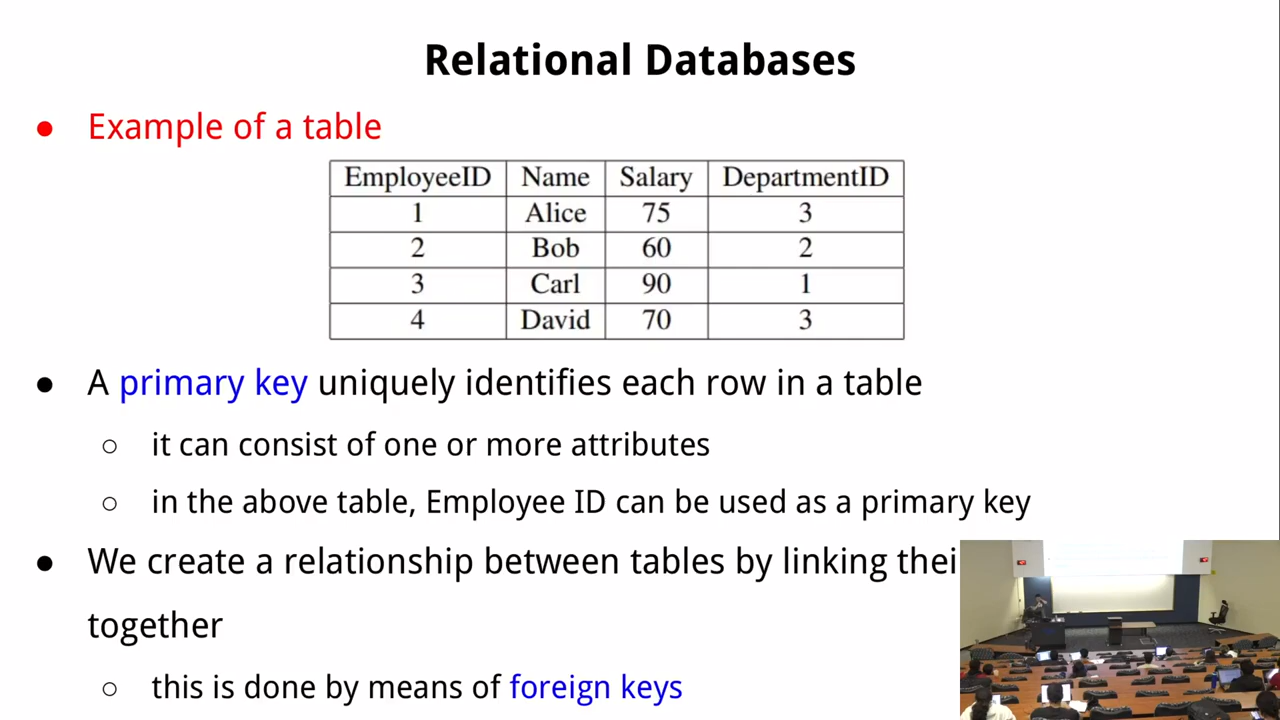 Relational Databases
● Example of a table
EmployeeID Name Salary DepartmentID
1 Alice 75 3
2 Bob 60 2
3 Carl 90 1
4 David 70 3
● A primary key uniquely identifies each row in a table
○ it can consist of one or more attributes
○ in the above table, Employee ID can be used as a primary key
● We create a relationship between tables by linking
together
○ this is done by means of foreign keys